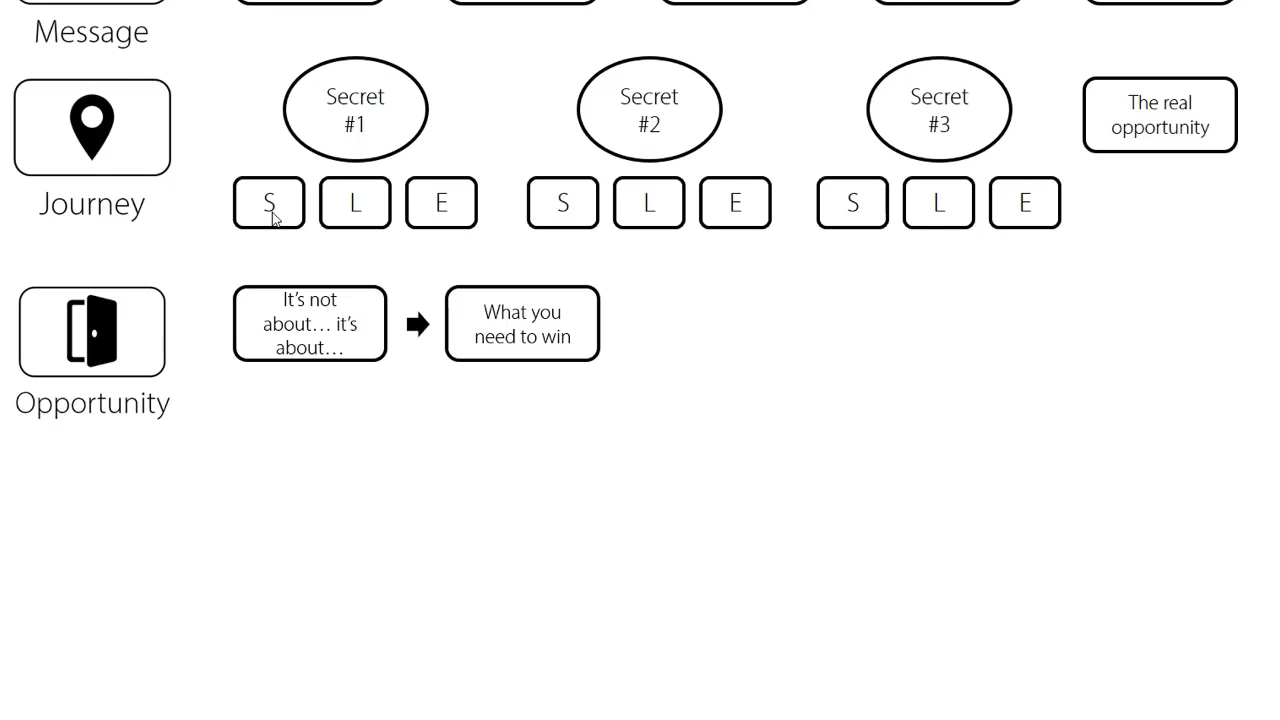 Message
Secret
#1
Secret
#2
Secret
#3
The real
opportunity
Journey
S L E S L E S L E
It's not
about... it's
about...
What you
need to win
Opportunity